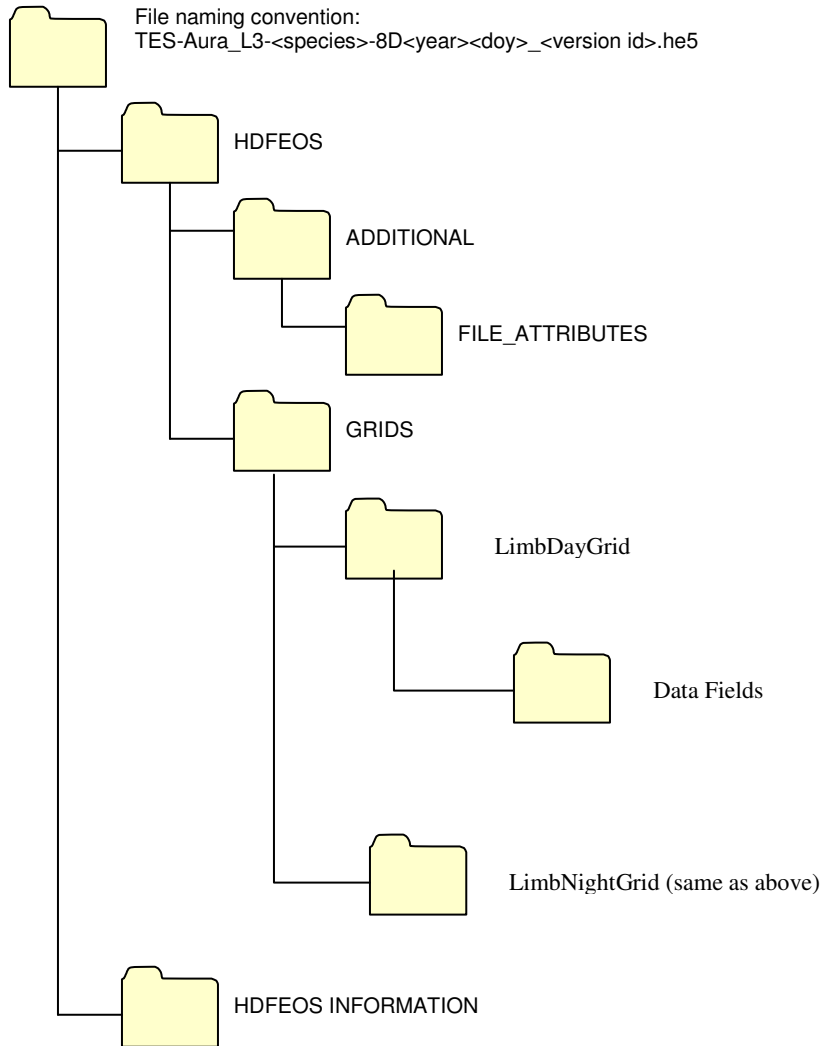 File naming convention:
TES-Aura_L3-<species>-8D<year><doy>_<version id>.he5
HDFEOS
ADDITIONAL
FILE_ATTRIBUTES
GRIDS
LimbDayGrid
Data Fields
LimbNightGrid (same as above)
HDFEOS INFORMATION